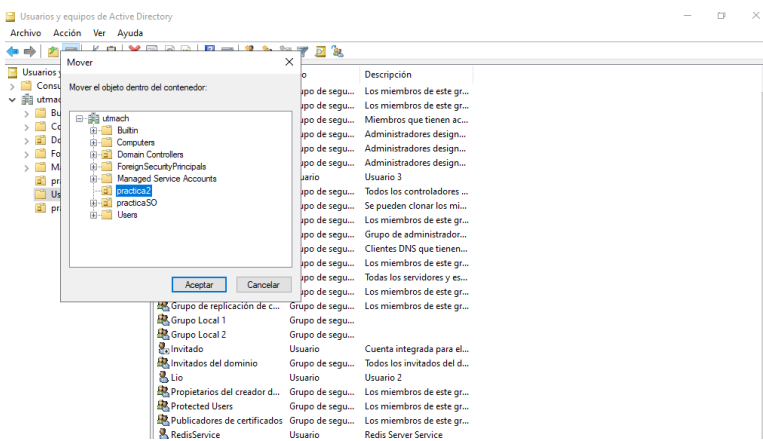 Usuarios y equipos de Active Directory
Archivo Acción Ver Ayuda
Mover
Mover el objeto dentro del contenedor:
utmach
Builtin
Computers
Domain Controllers
ForeignSecurityPrincipals
Managed Service Accounts
practica2
practicaSO
Users
Aceptar Cancelar
Usuarios y
Consu
utmac
Bu
Co
Do
Fo
M
pr
Us
pr
o Descripción
upo de segu... Los miembros de este gr...
upo de segu... Los miembros de este gr...
upo de segu... Miembros que tienen ac...
upo de segu... Administradores design...
upo de segu... Administradores design...
upo de segu... Administradores design...
uario Usuario 3
upo de segu... Todos los controladores ...
upo de segu... Se pueden clonar los mi...
upo de segu... Los miembros de este gr...
upo de segu... Grupo de administrador...
upo de segu... Clientes DNS que tienen...
upo de segu... Los miembros de este gr...
upo de segu... Todas los servidores y es...
upo de segu... Los miembros de este gr...
Grupo de replicación de c... Grupo de segu... Los miembros de este gr...
Grupo Local 1 Grupo de segu...
Grupo Local 2 Grupo de segu...
Invitado Usuario Cuenta integrada para el...
Invitados del dominio Grupo de segu... Todos los invitados del d...
Lio Usuario Usuario 2
Propietarios del creador d... Grupo de segu... Los miembros de este gr...
Protected Users Grupo de segu... Los miembros de este gr...
Publicadores de certificados Grupo de segu... Los miembros de este gr...
RedisService Usuario Redis Server Service